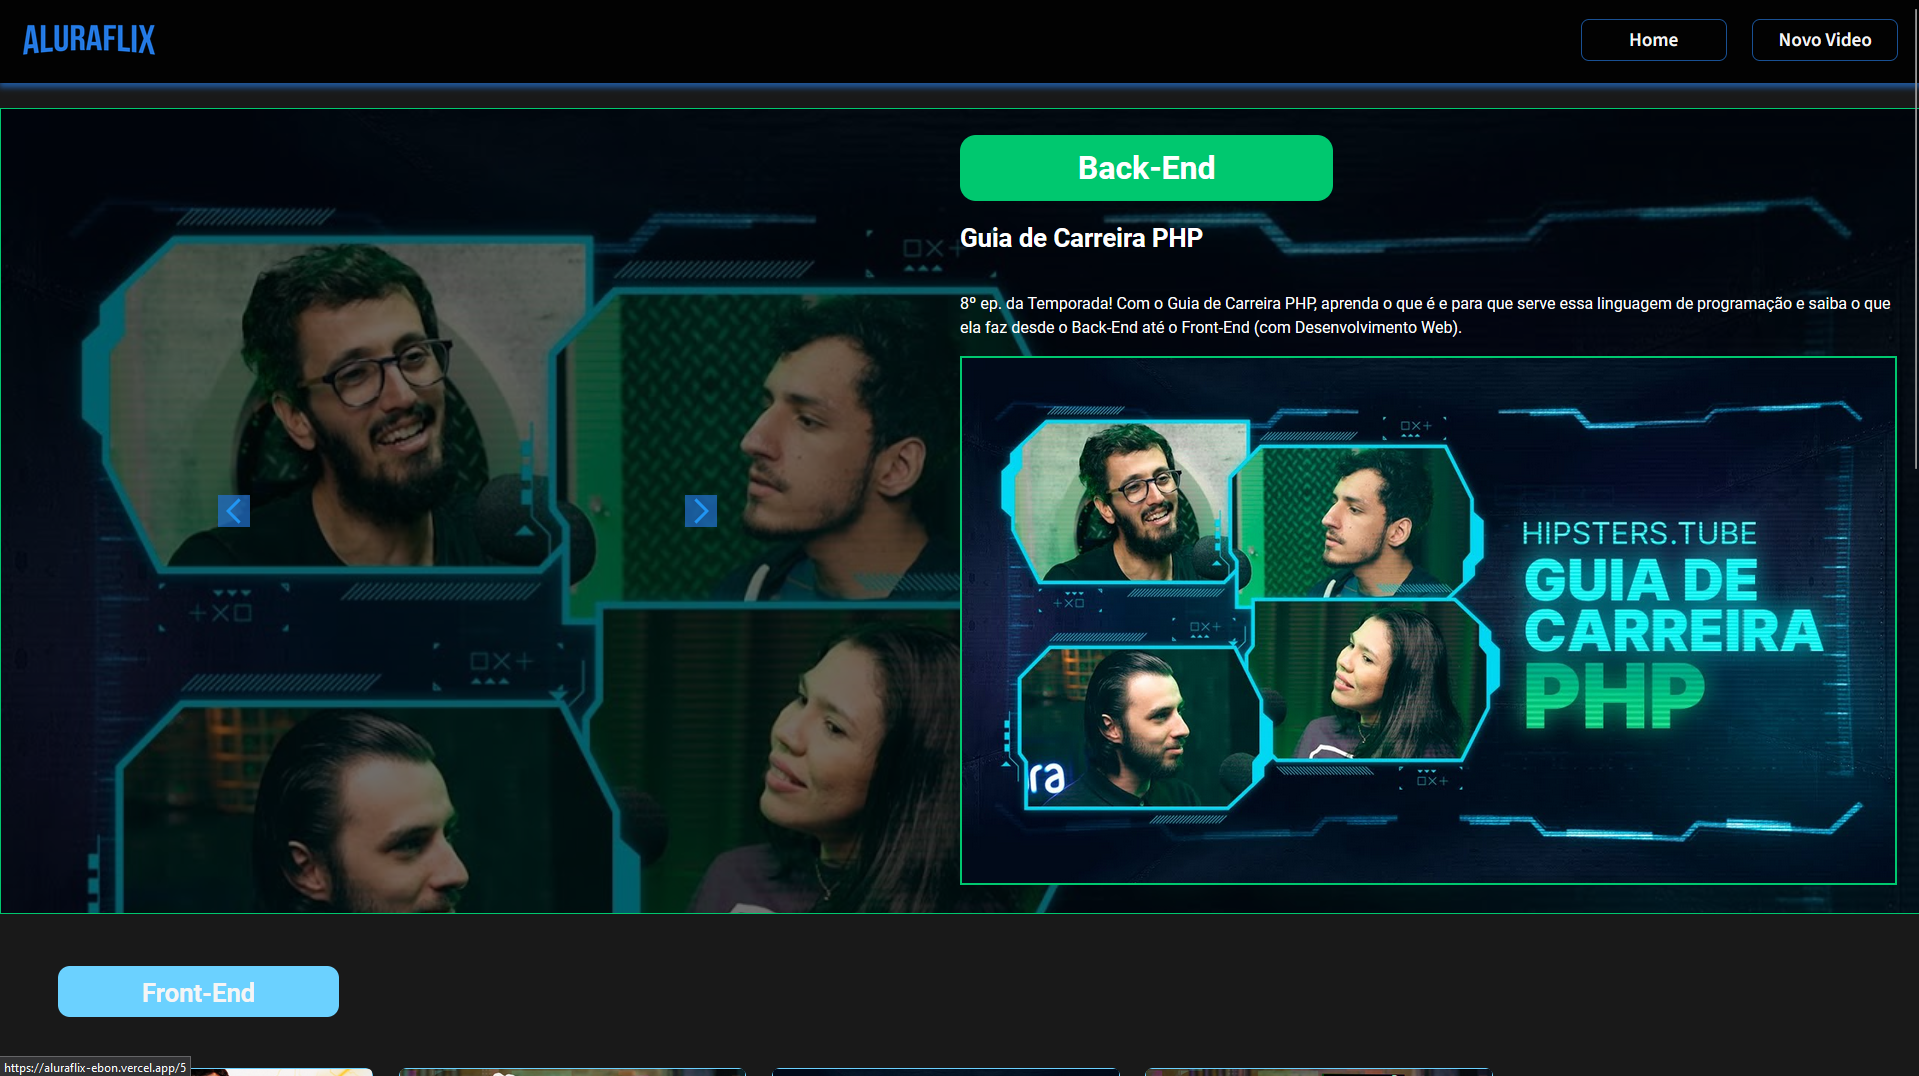 ALURAFLIX
Home
Novo Video
Back-End
Guia de Carreira PHP
8º ep. da Temporada! Com o Guia de Carreira PHP, aprenda o que é e para que serve essa linguagem de programação e saiba o que
ela faz desde o Back-End até o Front-End (com Desenvolvimento Web).
HIPSTERS.TUBE
GUIA DE
CARREIRA
PHP
ra
Front-End
https://aluraflix-ebon.vercel.app/5